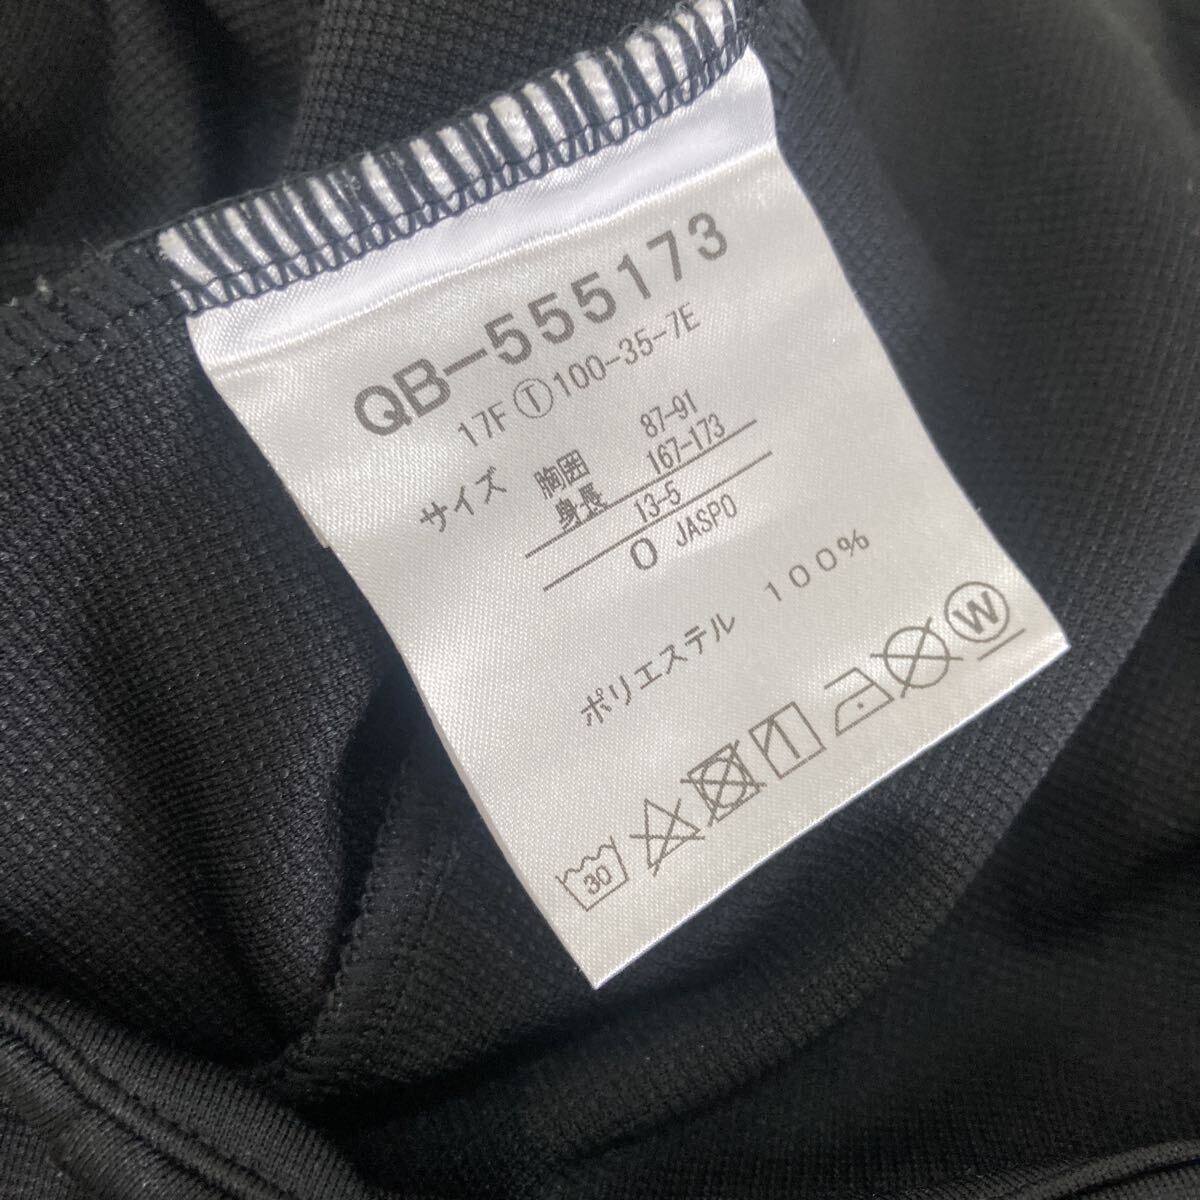 QB-555173
17F Ⓣ 100-35-7E
サイズ 胸囲 87-91
身長 167-173
13-5
O JASPO
ポリエステル 100%
30
W